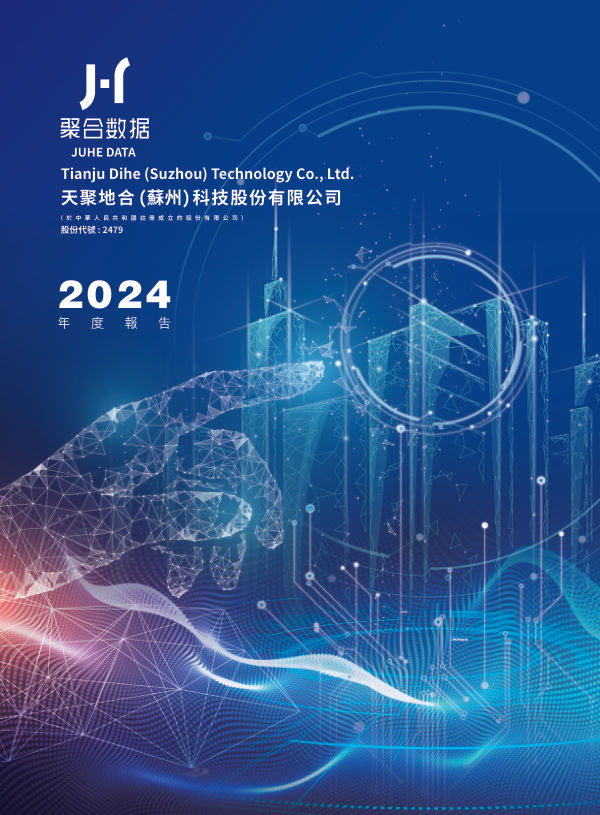 聚合数据
JUHE DATA
Tianju Dihe (Suzhou) Technology Co., Ltd.
天聚地合(蘇州)科技股份有限公司
(於中華人民共和國註冊成立的股份有限公司)
股份代號 : 2479
2024
年度報告